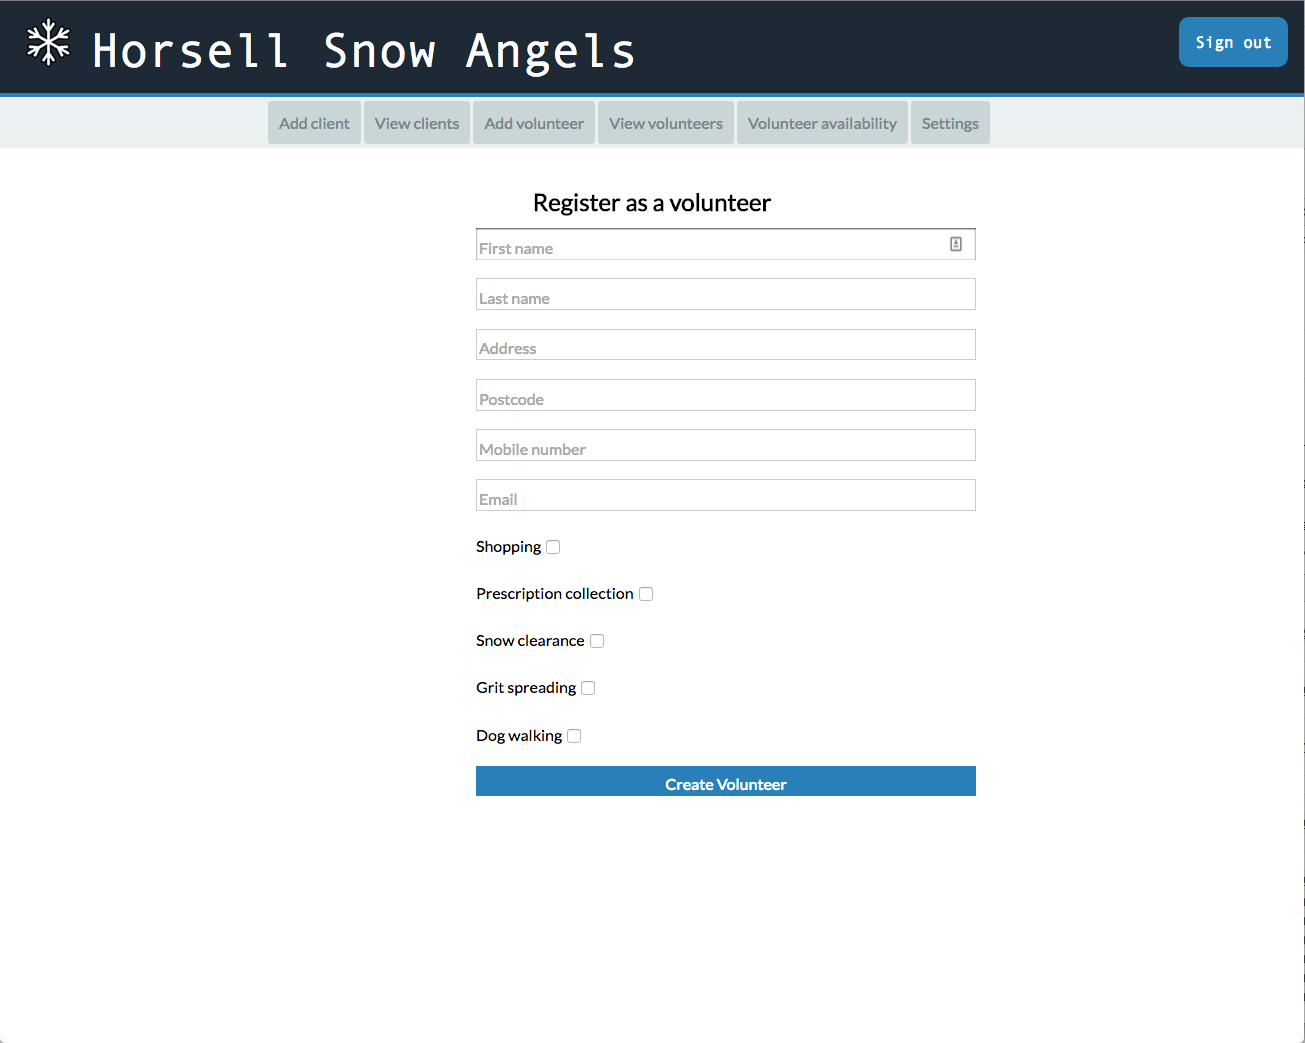 Horsell Snow Angels
Sign out
Add client
View clients
Add volunteer
View volunteers
Volunteer availability
Settings
Register as a volunteer
First name
Last name
Address
Postcode
Mobile number
Email
Shopping
Prescription collection
Snow clearance
Grit spreading
Dog walking
Create Volunteer